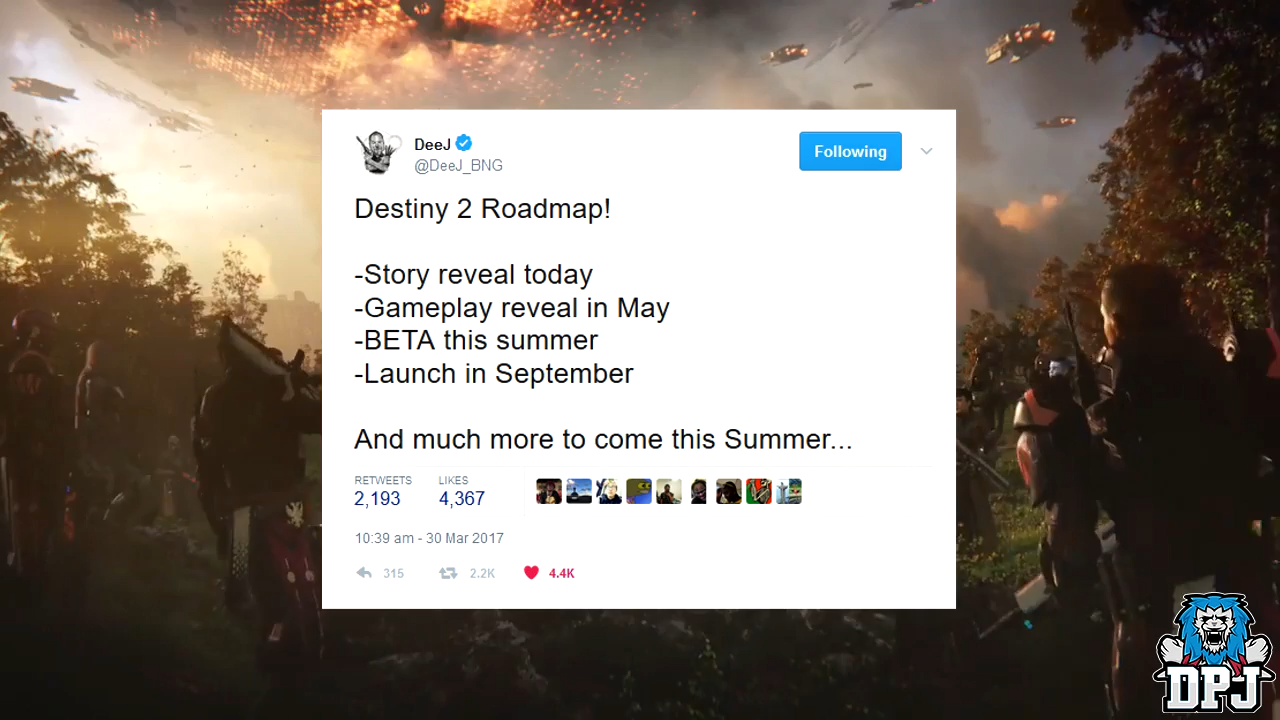 DeeJ
@DeeJ_BNG
Following
Destiny 2 Roadmap!
-Story reveal today
-Gameplay reveal in May
-BETA this summer
-Launch in September
And much more to come this Summer...
RETWEETS LIKES
2,193 4,367
10:39 am - 30 Mar 2017
315 2.2K 4.4K
DPJ